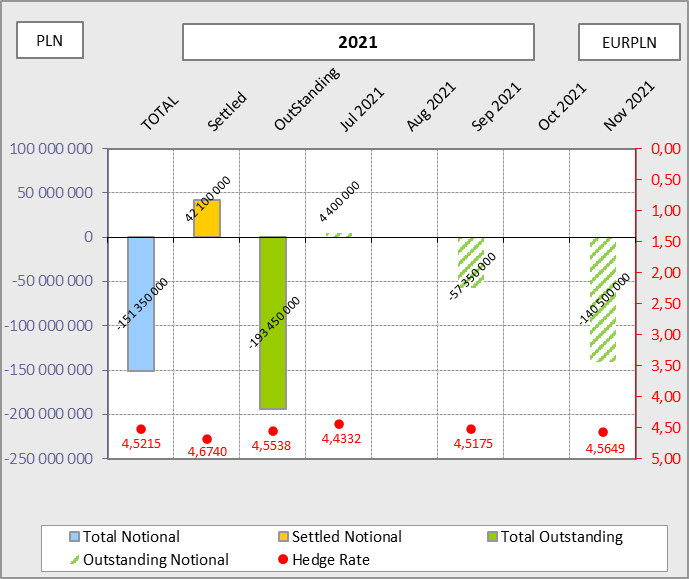 PLN
2021
EURPLN
TOTAL
Settled
OutStanding
Jul 2021
Aug 2021
Sep 2021
Oct 2021
Nov 2021
100 000 000
50 000 000
0
-50 000 000
-100 000 000
-150 000 000
-200 000 000
-250 000 000
0,00
0,50
1,00
1,50
2,00
2,50
3,00
3,50
4,00
4,50
5,00
-151 350 000
42 100 000
-193 450 000
4 400 000
-57 350 000
-140 500 000
4,5215
4,6740
4,5538
4,4332
4,5175
4,5649
Total Notional
Settled Notional
Total Outstanding
Outstanding Notional
Hedge Rate